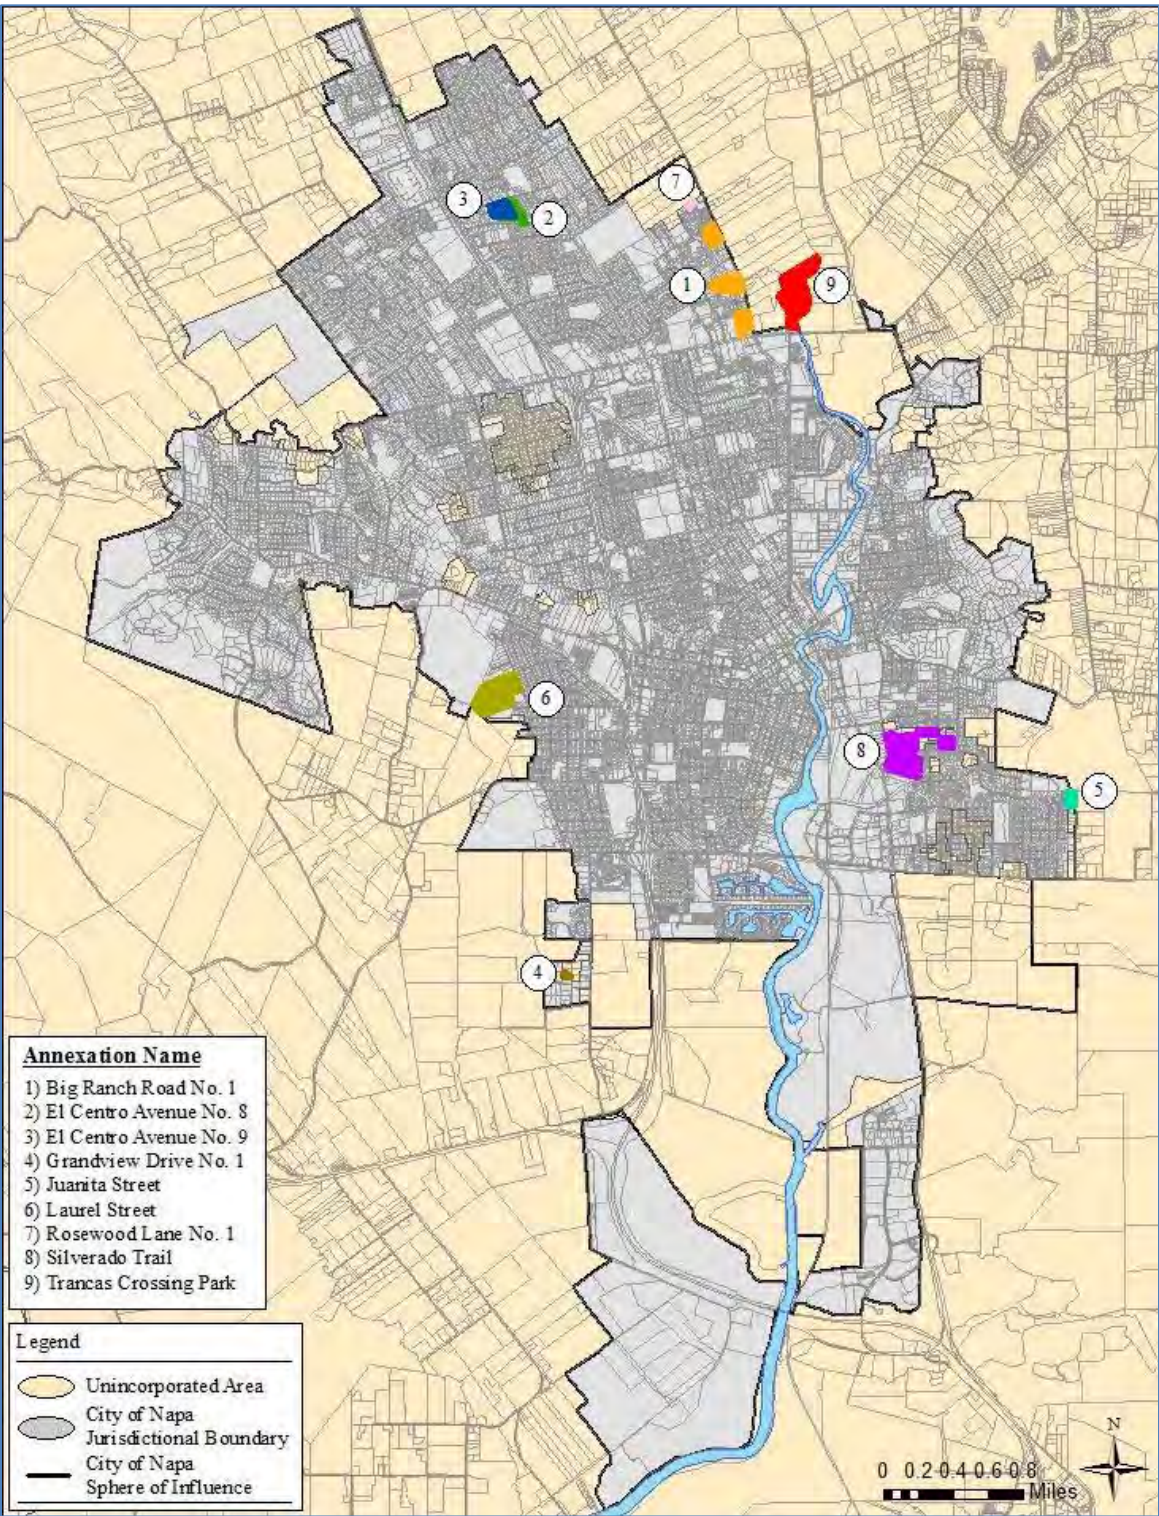 7
3
2
1
9
6
8
5
4
Annexation Name
1) Big Ranch Road No. 1
2) El Centro Avenue No. 8
3) El Centro Avenue No. 9
4) Grandview Drive No. 1
5) Juanita Street
6) Laurel Street
7) Rosewood Lane No. 1
8) Silverado Trail
9) Trancas Crossing Park
Legend
Unincorporated Area
City of Napa
Jurisdictional Boundary
City of Napa
Sphere of Influence
N
0 0.2 0.4 0.6 0.8
Miles